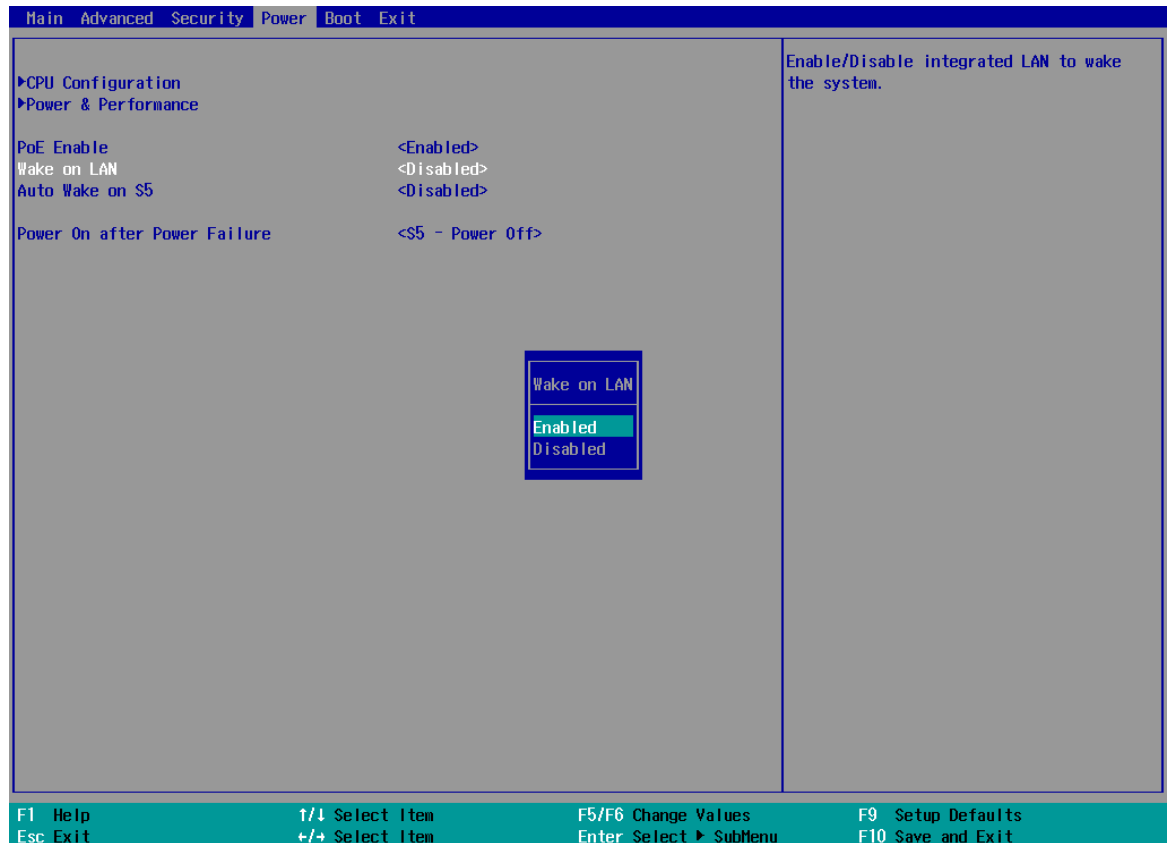 Main Advanced Security Power Boot Exit
▶CPU Configuration
▶Power & Performance
PoE Enable <Enabled>
Wake on LAN <Disabled>
Auto Wake on S5 <Disabled>
Power On after Power Failure <S5 - Power Off>
Enable/Disable integrated LAN to wake
the system.
Wake on LAN
Enabled
Disabled
F1 Help ↑/↓ Select Item F5/F6 Change Values F9 Setup Defaults
Esc Exit ←/→ Select Item Enter Select ▶ SubMenu F10 Save and Exit